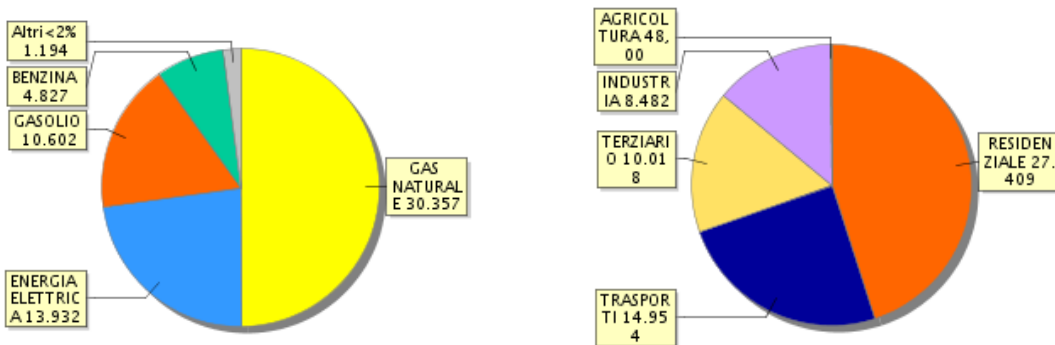 Altri<2%
1.194
BENZINA
4.827
GASOLIO
10.602
GAS
NATURAL
E 30.357
ENERGIA
ELETTRIC
A 13.932
AGRICOL
TURA 48,
00
INDUSTR
IA 8.482
TERZIARI
O 10.01
8
RESIDEN
ZIALE 27.
409
TRASPOR
TI 14.95
4